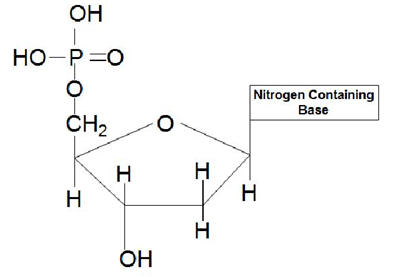 OH
HO P O
O
CH2
O
Nitrogen Containing
Base
H
H
H
H
H
OH